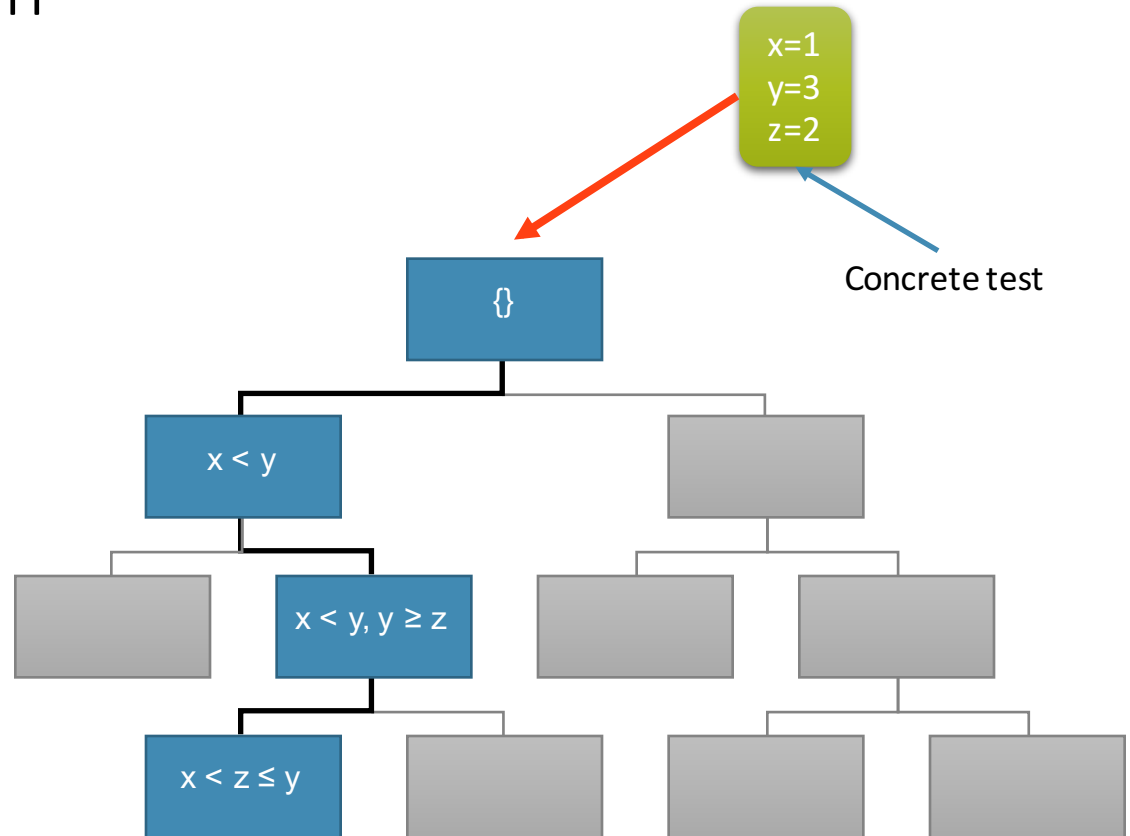 x=1
y=3
z=2
Concrete test
{}
x < y
x < y, y ≥ z
x < z ≤ y